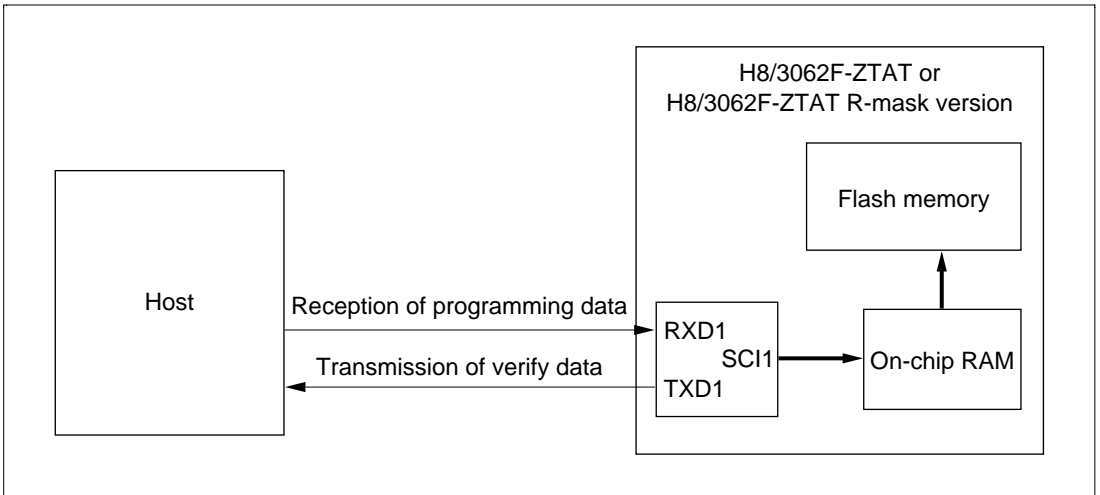 H8/3062F-ZTAT or
H8/3062F-ZTAT R-mask version
Flash memory
Host
Reception of programming data
RXD1
SCI1
On-chip RAM
Transmission of verify data
TXD1